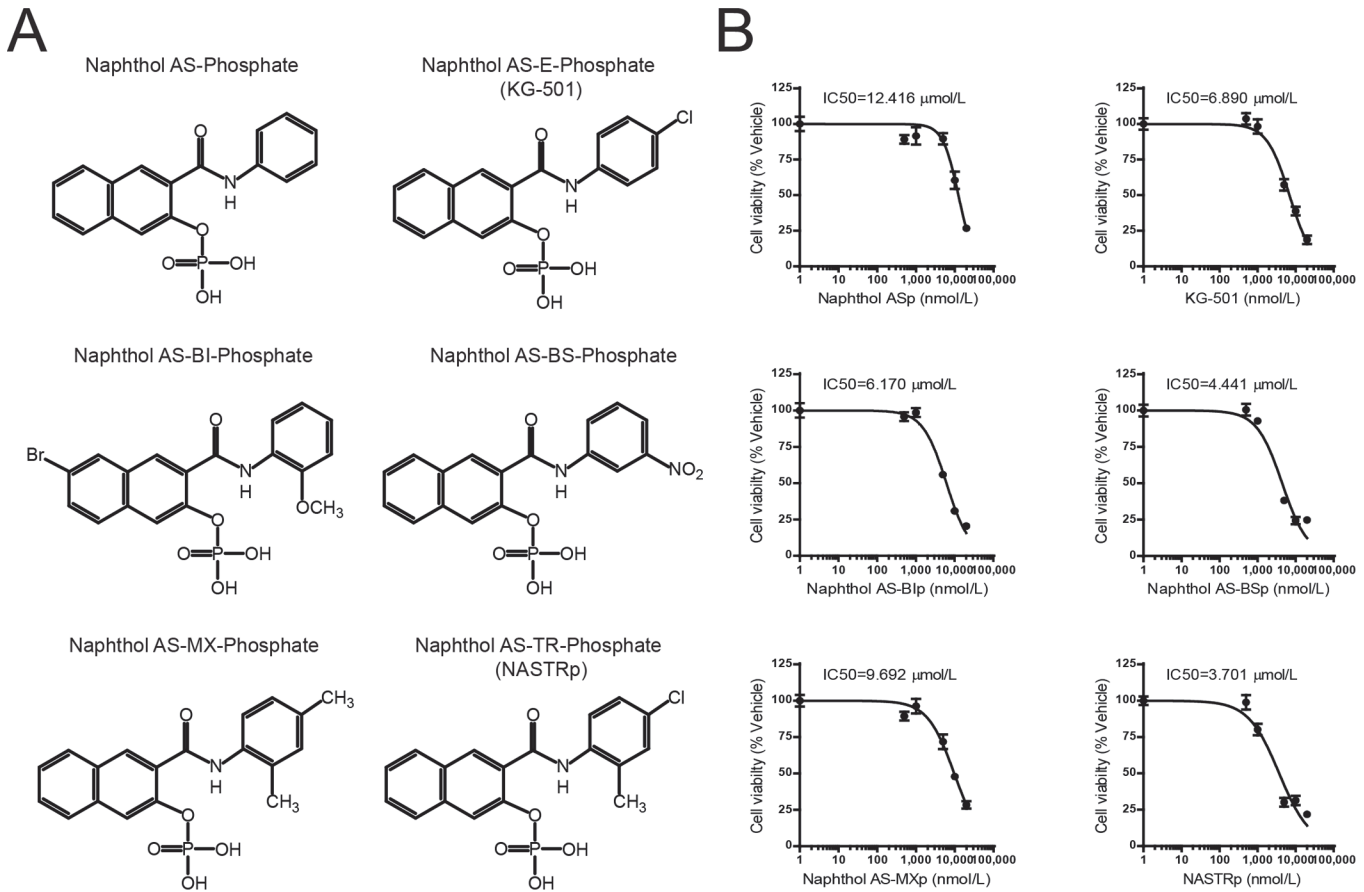 A
B
Naphthol AS-Phosphate
O
N
H
O
O
P
OH
OH
Naphthol AS-E-Phosphate
(KG-501)
Cl
O
N
H
O
O
P
OH
OH
Naphthol AS-BI-Phosphate
O
Br
N
H
OCH3
O
O
P
OH
OH
Naphthol AS-BS-Phosphate
O
N
H
NO2
O
O
P
OH
OH
Naphthol AS-MX-Phosphate
CH3
O
N
H
CH3
O
O
P
OH
OH
Naphthol AS-TR-Phosphate
(NASTRp)
Cl
O
N
H
CH3
O
O
P
OH
OH
IC50=12.416 μmol/L
Cell viabilty (% Vehicle)
125
100
75
50
25
0
1 10 100 1,000 10,000 100,000
Naphthol ASp (nmol/L)
IC50=6.890 μmol/L
Cell viabilty (% Vehicle)
125
100
75
50
25
0
1 10 100 1,000 10,000 100,000
KG-501 (nmol/L)
IC50=6.170 μmol/L
Cell viabilty (% Vehicle)
125
100
75
50
25
0
1 10 100 1,000 10,000 100,000
Naphthol AS-BIp (nmol/L)
IC50=4.441 μmol/L
Cell viabilty (% Vehicle)
125
100
75
50
25
0
1 10 100 1,000 10,000 100,000
Naphthol AS-BSp (nmol/L)
IC50=9.692 μmol/L
Cell viabilty (% Vehicle)
125
100
75
50
25
0
1 10 100 1,000 10,000 100,000
Naphthol AS-MXp (nmol/L)
IC50=3.701 μmol/L
Cell viabilty (% Vehicle)
125
100
75
50
25
0
1 10 100 1,000 10,000 100,000
NASTRp (nmol/L)